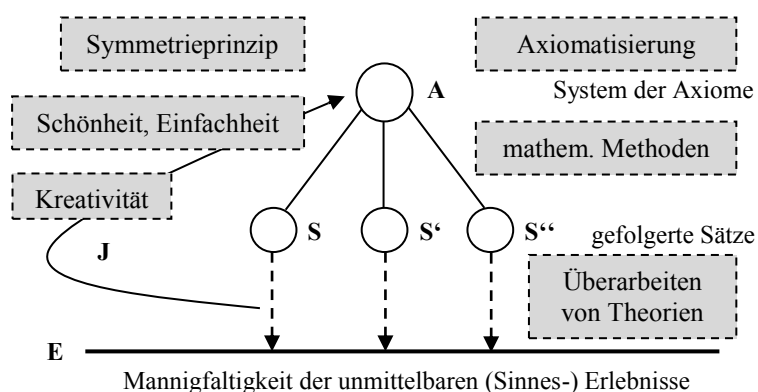 Symmetrieprinzip
Axiomatisierung
A
System der Axiome
Schönheit, Einfachheit
mathem. Methoden
Kreativität
S
S‘
S‘‘
gefolgerte Sätze
J
Überarbeiten
von Theorien
E
Mannigfaltigkeit der unmittelbaren (Sinnes-) Erlebnisse